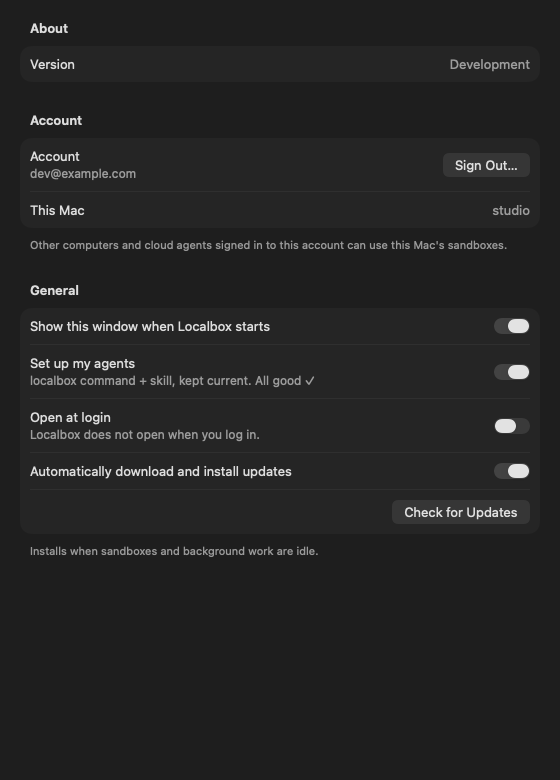 About
Version
Development
Account
Account
dev@example.com
Sign Out...
This Mac
studio
Other computers and cloud agents signed in to this account can use this Mac's sandboxes.
General
Show this window when Localbox starts
Set up my agents
localbox command + skill, kept current. All good ✓
Open at login
Localbox does not open when you log in.
Automatically download and install updates
Check for Updates
Installs when sandboxes and background work are idle.